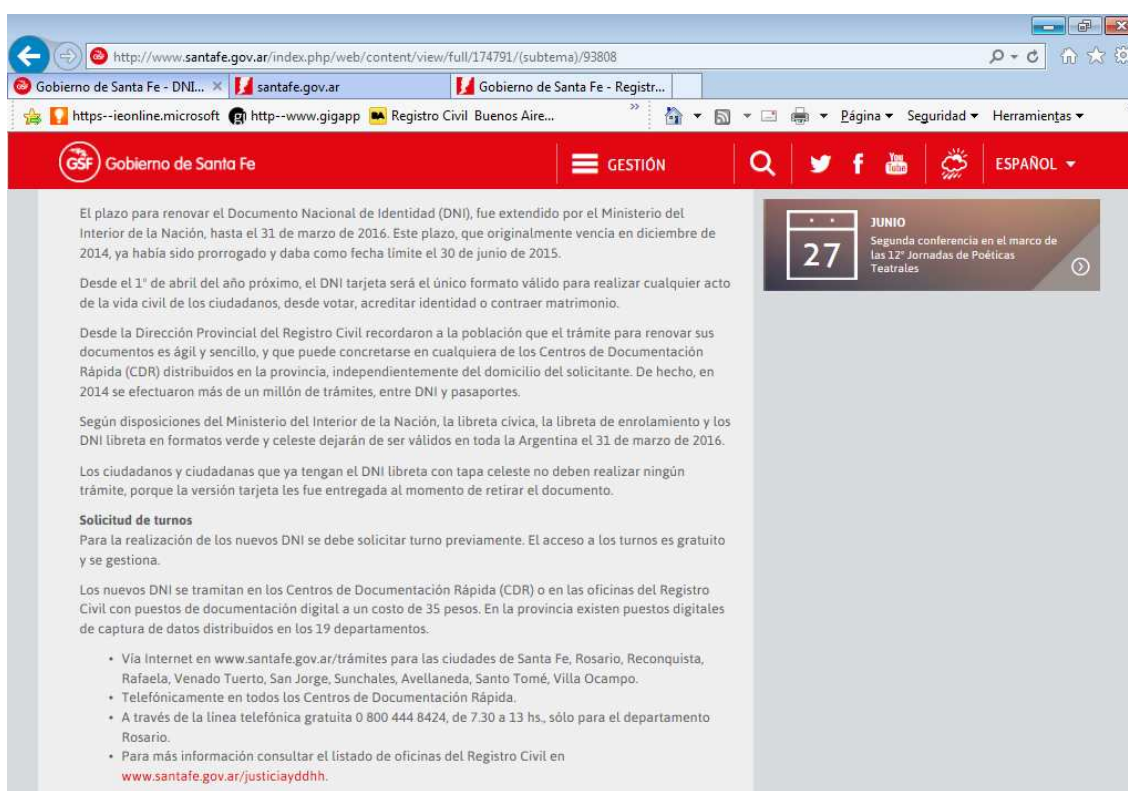 http://www.santafe.gov.ar/index.php/web/content/view/full/174791/(subtema)/93808
Gobierno de Santa Fe - DNI...
santafe.gov.ar
Gobierno de Santa Fe - Registr...
https--ieonline.microsoft
http--www.gigapp
Registro Civil Buenos Aire...
Página
Seguridad
Herramientas
GSF Gobierno de Santa Fe
GESTIÓN
You Tube
ESPAÑOL
El plazo para renovar el Documento Nacional de Identidad (DNI), fue extendido por el Ministerio del
Interior de la Nación, hasta el 31 de marzo de 2016. Este plazo, que originalmente vencía en diciembre de
2014, ya había sido prorrogado y daba como fecha límite el 30 de junio de 2015.
Desde el 1° de abril del año próximo, el DNI tarjeta será el único formato válido para realizar cualquier acto
de la vida civil de los ciudadanos, desde votar, acreditar identidad o contraer matrimonio.
Desde la Dirección Provincial del Registro Civil recordaron a la población que el trámite para renovar sus
documentos es ágil y sencillo, y que puede concretarse en cualquiera de los Centros de Documentación
Rápida (CDR) distribuidos en la provincia, independientemente del domicilio del solicitante. De hecho, en
2014 se efectuaron más de un millón de trámites, entre DNI y pasaportes.
Según disposiciones del Ministerio del Interior de la Nación, la libreta cívica, la libreta de enrolamiento y los
DNI libreta en formatos verde y celeste dejarán de ser válidos en toda la Argentina el 31 de marzo de 2016.
Los ciudadanos y ciudadanas que ya tengan el DNI libreta con tapa celeste no deben realizar ningún
trámite, porque la versión tarjeta les fue entregada al momento de retirar el documento.
Solicitud de turnos
Para la realización de los nuevos DNI se debe solicitar turno previamente. El acceso a los turnos es gratuito
y se gestiona.
Los nuevos DNI se tramitan en los Centros de Documentación Rápida (CDR) o en las oficinas del Registro
Civil con puestos de documentación digital a un costo de 35 pesos. En la provincia existen puestos digitales
de captura de datos distribuidos en los 19 departamentos.
• Vía Internet en www.santafe.gov.ar/trámites para las ciudades de Santa Fe, Rosario, Reconquista,
Rafaela, Venado Tuerto, San Jorge, Sunchales, Avellaneda, Santo Tomé, Villa Ocampo.
• Telefónicamente en todos los Centros de Documentación Rápida.
• A través de la línea telefónica gratuita 0 800 444 8424, de 7.30 a 13 hs., sólo para el departamento
Rosario.
• Para más información consultar el listado de oficinas del Registro Civil en
www.santafe.gov.ar/justiciayddhh.
27
JUNIO
Segunda conferencia en el marco de
las 12° Jornadas de Poéticas
Teatrales